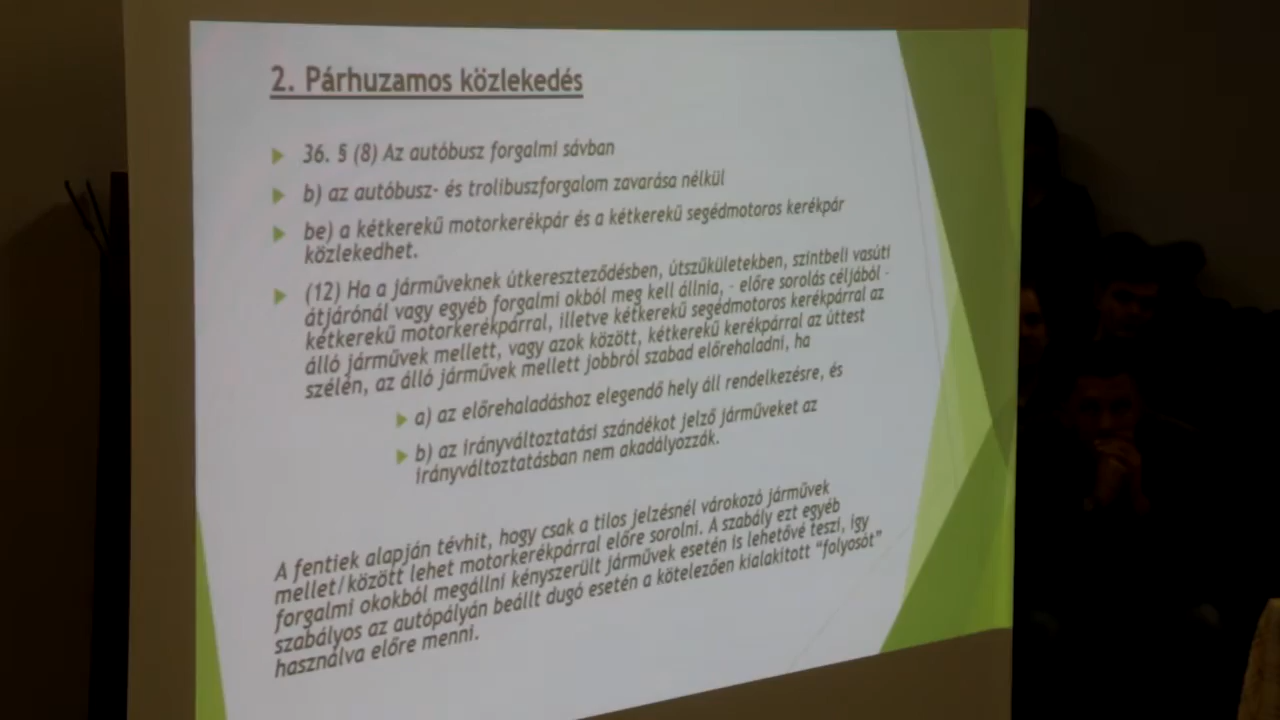 2. Párhuzamos közlekedés
36. § (8) Az autóbusz forgalmi sávban
b) az autóbusz- és trolibuszforgalom zavarása nélkül
be) a kétkerekű motorkerékpár és a kétkerekű segédmotoros kerékpár
közlekedhet.
(12) Ha a járműveknek útkereszteződésben, útszűkületekben, szintbeli vasúti
átjárónál vagy egyéb forgalmi okból meg kell állnia, - előre sorolás céljából -
kétkerekű motorkerékpárral, illetve kétkerekű segédmotoros kerékpárral az
álló járművek mellett, vagy azok között, kétkerekű kerékpárral az úttest
szélén, az álló járművek mellett jobbról szabad előrehaladni, ha
a) az előrehaladáshoz elegendő hely áll rendelkezésre, és
b) az irányváltoztatási szándékot jelző járműveket az
irányváltoztatásban nem akadályozzák.
A fentiek alapján tévhit, hogy csak a tilos jelzésnél várokozó járművek
mellet/között lehet motorkerékpárral előre sorolni. A szabály ezt egyéb
forgalmi okokból megállni kényszerült járművek esetén is lehetővé teszi, így
szabályos az autópályán beállt dugó esetén a kötelezően kialakított "folyosót"
használva előre menni.